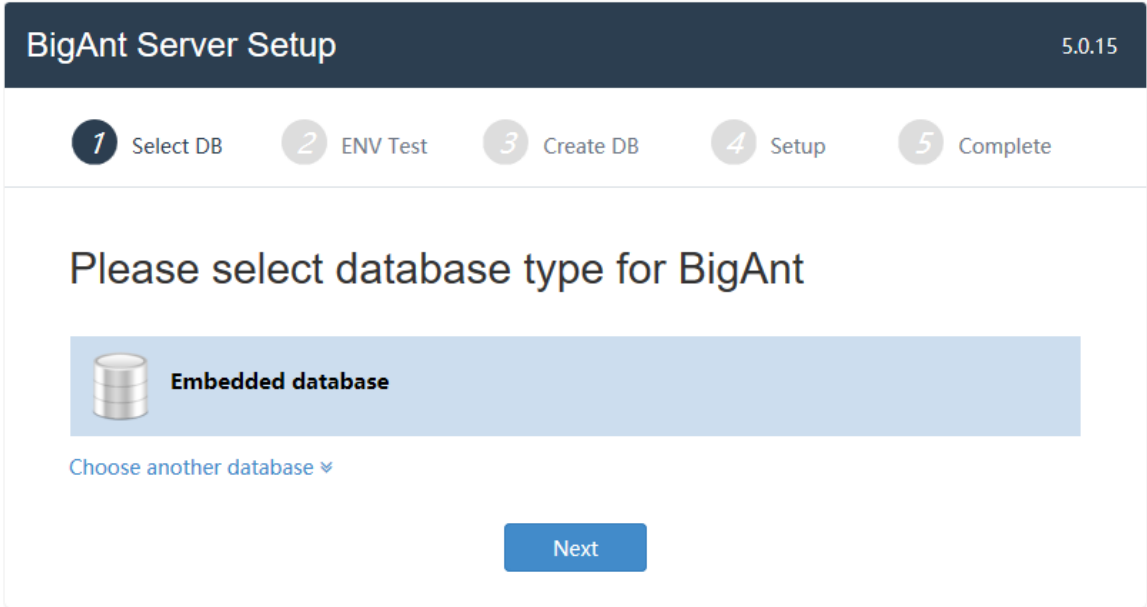 BigAnt Server Setup 5.0.15
1 Select DB 2 ENV Test 3 Create DB 4 Setup 5 Complete
Please select database type for BigAnt
Embedded database
Choose another database
Next